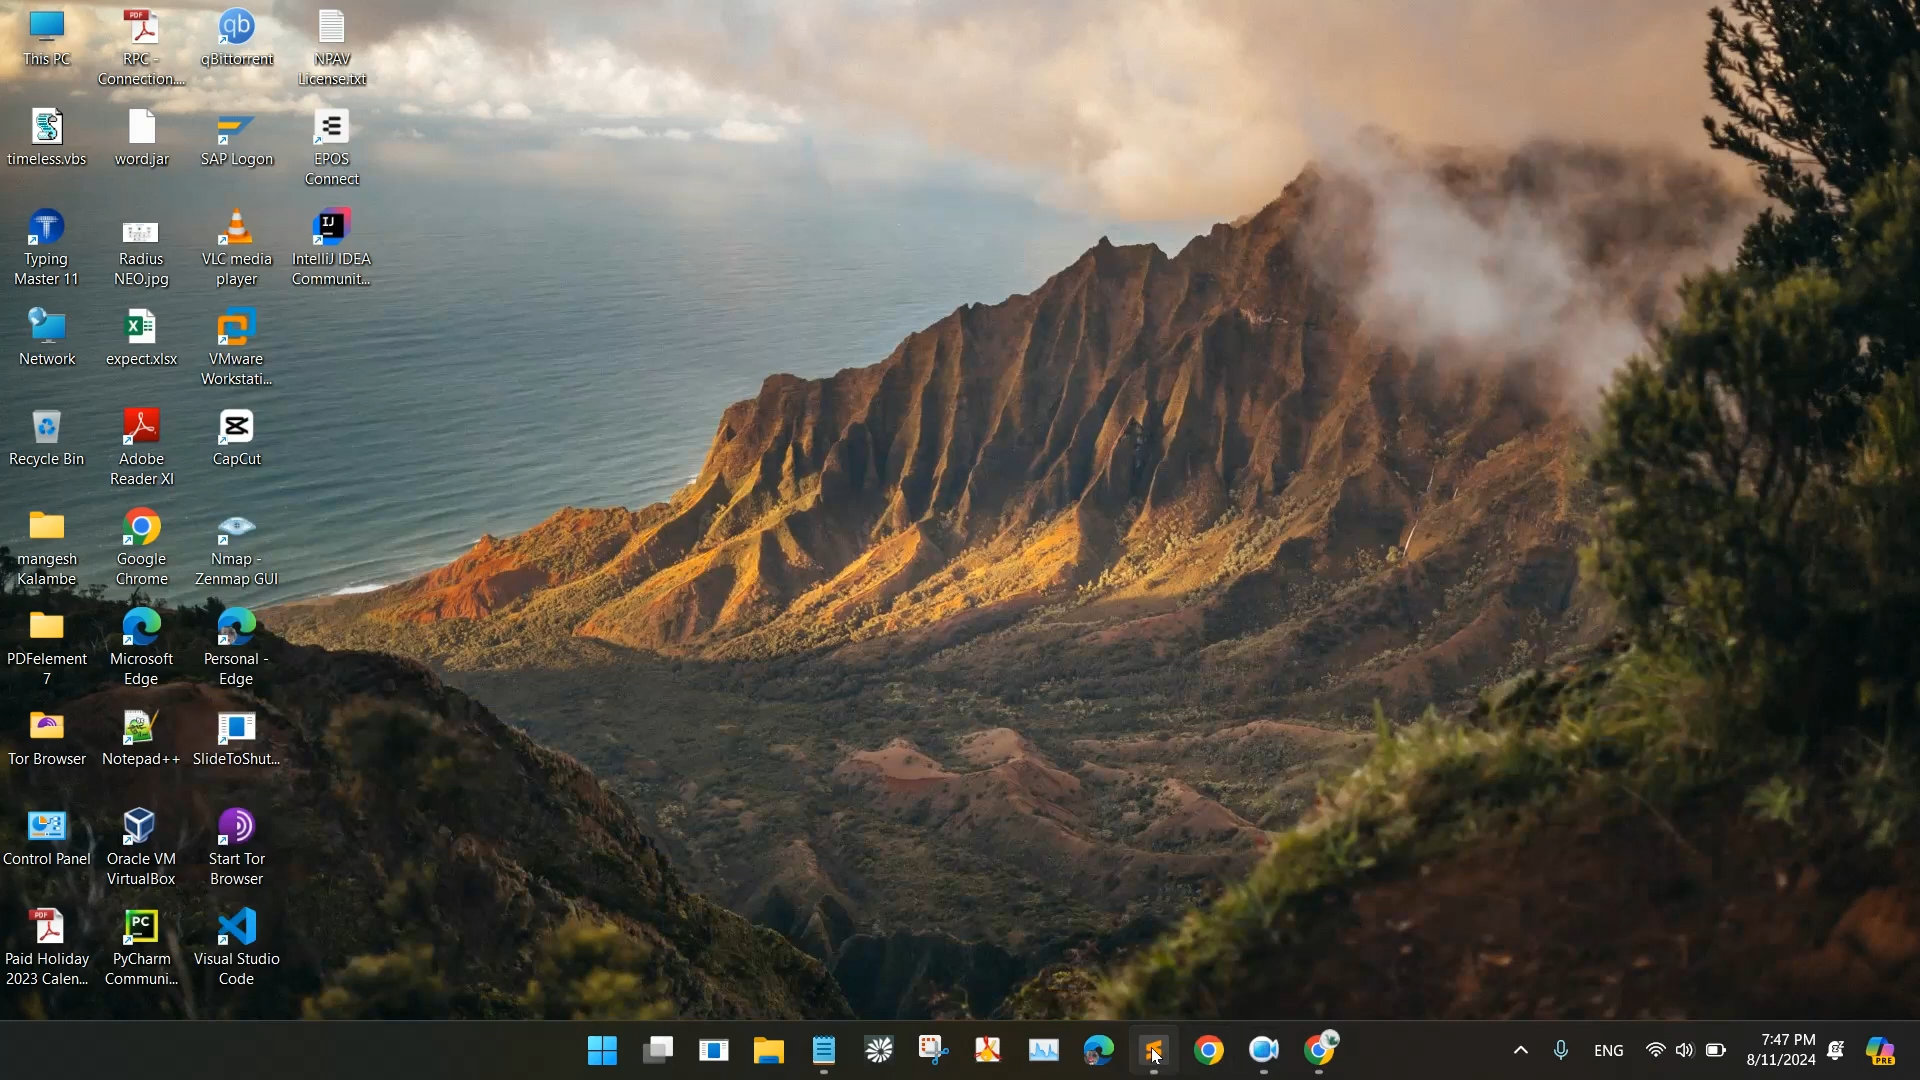 This PC
RPC -
Connection....
qBittorrent
NPAV
License.txt
timeless.vbs
word.jar
SAP Logon
EPOS
Connect
Typing
Master 11
Radius
NEO.jpg
VLC media
player
IntelliJ IDEA
Communit...
Network
expect.xlsx
VMware
Workstati...
Recycle Bin
Adobe
Reader XI
CapCut
mangesh
Kalambe
Google
Chrome
Nmap -
Zenmap GUI
PDFelement
7
Microsoft
Edge
Personal -
Edge
Tor Browser
Notepad++
SlideToShut...
Control Panel
Oracle VM
VirtualBox
Start Tor
Browser
Paid Holiday
2023 Calen...
PyCharm
Communi...
Visual Studio
Code
ENG
7:47 PM
8/11/2024